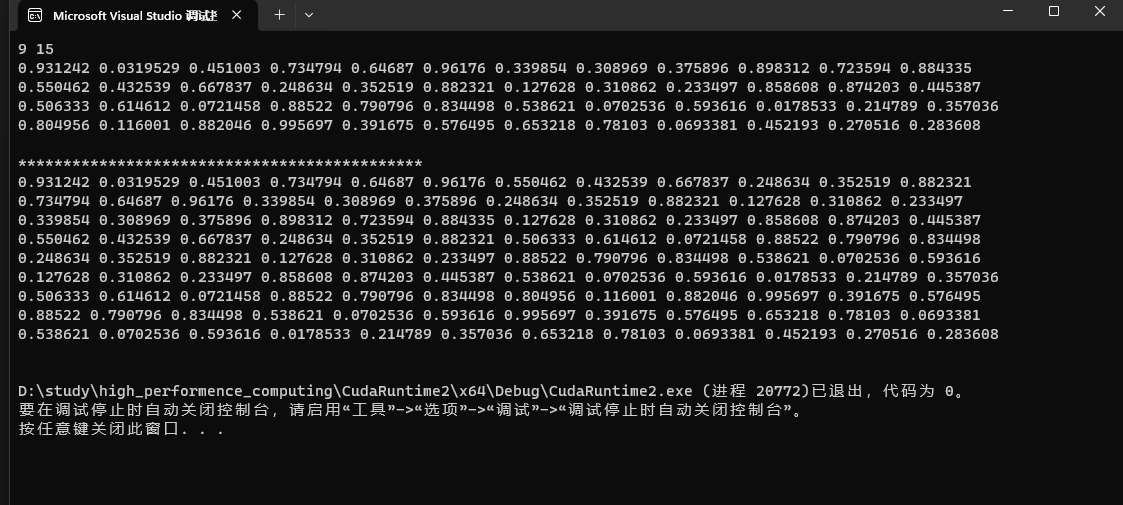 Microsoft Visual Studio 调试控
9 15
0.931242 0.0319529 0.451003 0.734794 0.64687 0.96176 0.339854 0.308969 0.375896 0.898312 0.723594 0.884335
0.550462 0.432539 0.667837 0.248634 0.352519 0.882321 0.127628 0.310862 0.233497 0.858608 0.874203 0.445387
0.506333 0.614612 0.0721458 0.88522 0.790796 0.834498 0.538621 0.0702536 0.593616 0.0178533 0.214789 0.357036
0.804956 0.116001 0.882046 0.995697 0.391675 0.576495 0.653218 0.78103 0.0693381 0.452193 0.270516 0.283608
*********************************************
0.931242 0.0319529 0.451003 0.734794 0.64687 0.96176 0.550462 0.432539 0.667837 0.248634 0.352519 0.882321
0.734794 0.64687 0.96176 0.339854 0.308969 0.375896 0.248634 0.352519 0.882321 0.127628 0.310862 0.233497
0.339854 0.308969 0.375896 0.898312 0.723594 0.884335 0.127628 0.310862 0.233497 0.858608 0.874203 0.445387
0.550462 0.432539 0.667837 0.248634 0.352519 0.882321 0.506333 0.614612 0.0721458 0.88522 0.790796 0.834498
0.248634 0.352519 0.882321 0.127628 0.310862 0.233497 0.88522 0.790796 0.834498 0.538621 0.0702536 0.593616
0.127628 0.310862 0.233497 0.858608 0.874203 0.445387 0.538621 0.0702536 0.593616 0.0178533 0.214789 0.357036
0.506333 0.614612 0.0721458 0.88522 0.790796 0.834498 0.804956 0.116001 0.882046 0.995697 0.391675 0.576495
0.88522 0.790796 0.834498 0.538621 0.0702536 0.593616 0.995697 0.391675 0.576495 0.653218 0.78103 0.0693381
0.538621 0.0702536 0.593616 0.0178533 0.214789 0.357036 0.653218 0.78103 0.0693381 0.452193 0.270516 0.283608
D:\study\high_performence_computing\CudaRuntime2\x64\Debug\CudaRuntime2.exe (进程 20772)已退出，代码为 0。
要在调试停止时自动关闭控制台，请启用“工具”->“选项”->“调试”->“调试停止时自动关闭控制台”。
按任意键关闭此窗口. . .